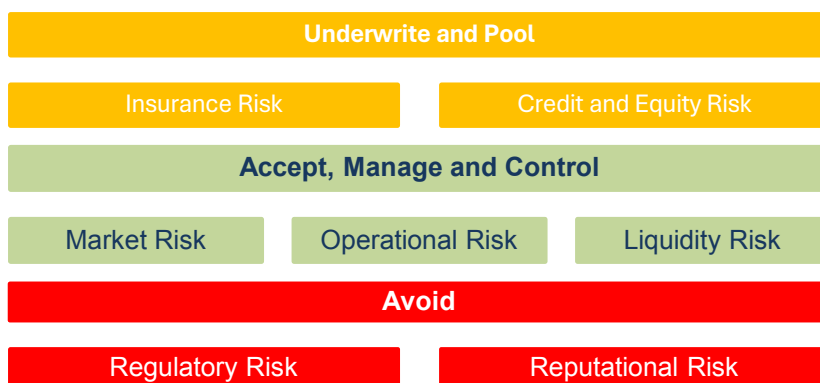 Underwrite and Pool
Insurance Risk
Credit and Equity Risk
Accept, Manage and Control
Market Risk
Operational Risk
Liquidity Risk
Avoid
Regulatory Risk
Reputational Risk